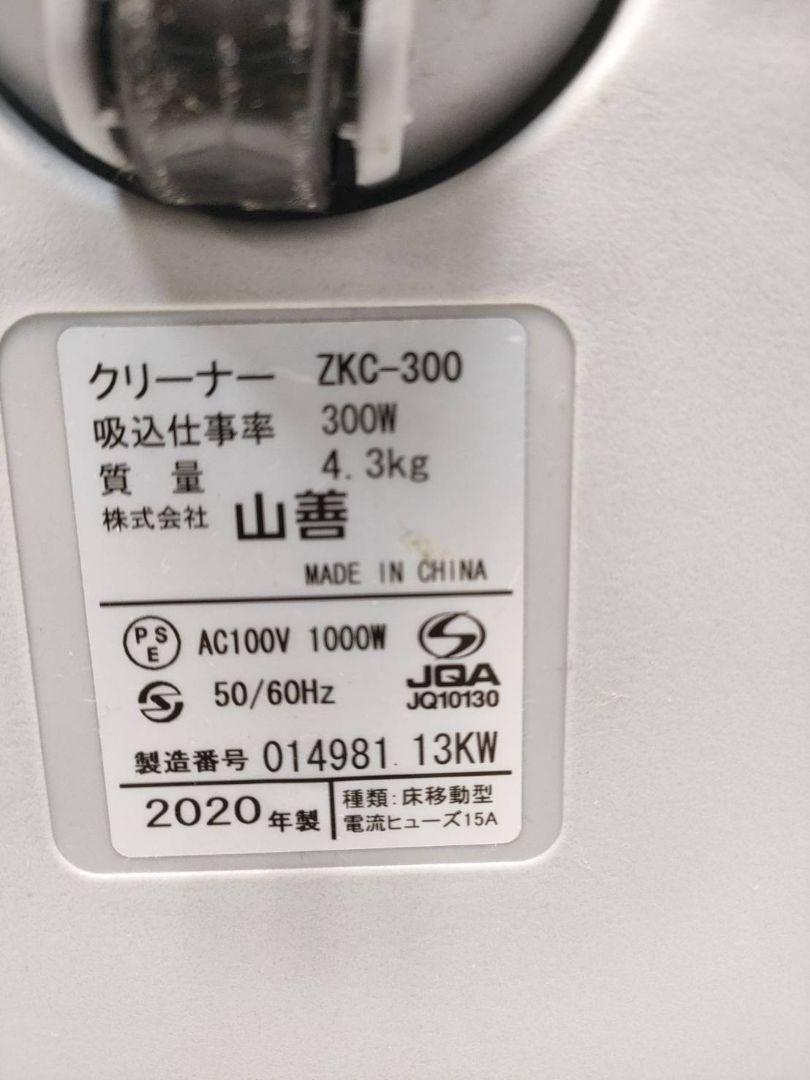 クリーナー ZKC-300
吸込仕事率 300W
質 量 4.3kg
株式会社 山善
MADE IN CHINA
PSE AC100V 1000W
JQA
50/60Hz JQ10130
製造番号 014981.13KW
2020年製
種類:床移動型
電流ヒューズ15A